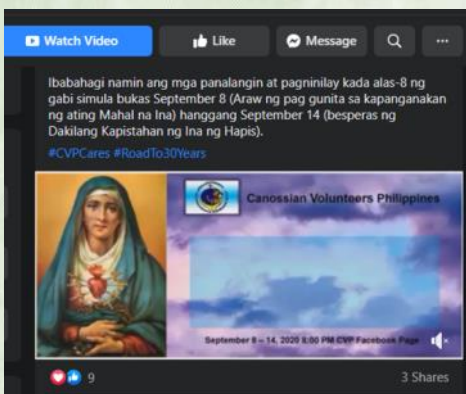 Watch Video
Like
Message
Ibabahagi namin ang mga panalangin at pagninilay kada alas-8 ng
gabi simula bukas September 8 (Araw ng pag gunita sa kapanganakan
ng ating Mahal na Ina) hanggang September 14 (besperas ng
Dakilang Kapistahan ng Ina ng Hapis).
#CVPCares #RoadTo30Years
Canossian Volunteers Philippines
September 8 – 14, 2020 8:00 PM CVP Facebook Page
9
3 Shares